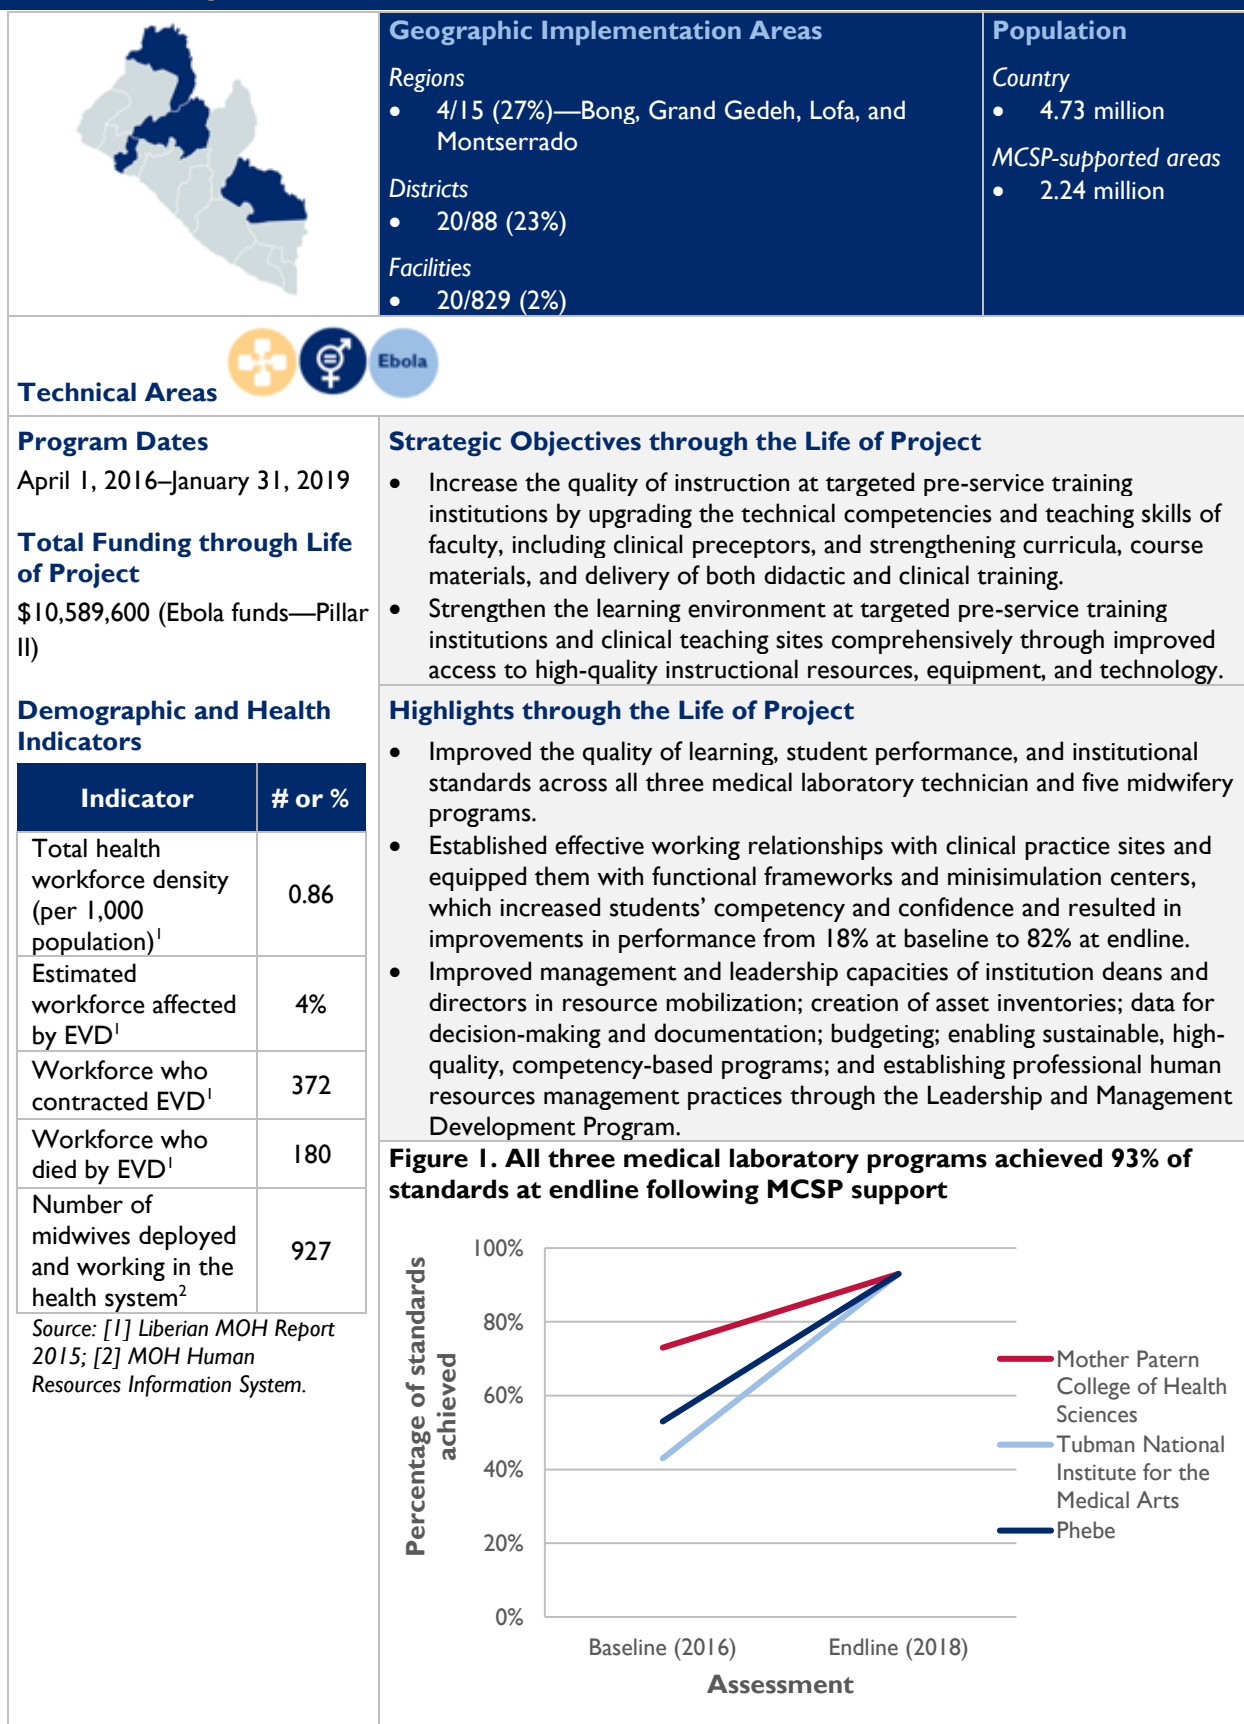 Geographic Implementation Areas
Regions
• 4/15 (27%)—Bong, Grand Gedeh, Lofa, and
Montserrado
Districts
• 20/88 (23%)
Facilities
• 20/829 (2%)
Population
Country
• 4.73 million
MCSP-supported areas
• 2.24 million
Technical Areas
Ebola
Program Dates
April 1, 2016–January 31, 2019
Total Funding through Life
of Project
$10,589,600 (Ebola funds—Pillar
II)
Demographic and Health
Indicators
Indicator # or %
Total health
workforce density
(per 1,000
population)¹
0.86
Estimated
workforce affected
by EVD¹
4%
Workforce who
contracted EVD¹
372
Workforce who
died by EVD¹
180
Number of
midwives deployed
and working in the
health system²
927
Source: [1] Liberian MOH Report
2015; [2] MOH Human
Resources Information System.
Strategic Objectives through the Life of Project
• Increase the quality of instruction at targeted pre-service training
institutions by upgrading the technical competencies and teaching skills of
faculty, including clinical preceptors, and strengthening curricula, course
materials, and delivery of both didactic and clinical training.
• Strengthen the learning environment at targeted pre-service training
institutions and clinical teaching sites comprehensively through improved
access to high-quality instructional resources, equipment, and technology.
Highlights through the Life of Project
• Improved the quality of learning, student performance, and institutional
standards across all three medical laboratory technician and five midwifery
programs.
• Established effective working relationships with clinical practice sites and
equipped them with functional frameworks and minisimulation centers,
which increased students’ competency and confidence and resulted in
improvements in performance from 18% at baseline to 82% at endline.
• Improved management and leadership capacities of institution deans and
directors in resource mobilization; creation of asset inventories; data for
decision-making and documentation; budgeting; enabling sustainable, high-
quality, competency-based programs; and establishing professional human
resources management practices through the Leadership and Management
Development Program.
Figure 1. All three medical laboratory programs achieved 93% of
standards at endline following MCSP support
Percentage of standards
achieved
100%
80%
60%
40%
20%
0%
Baseline (2016) Endline (2018)
Assessment
Mother Patern
College of Health
Sciences
Tubman National
Institute for the
Medical Arts
Phebe